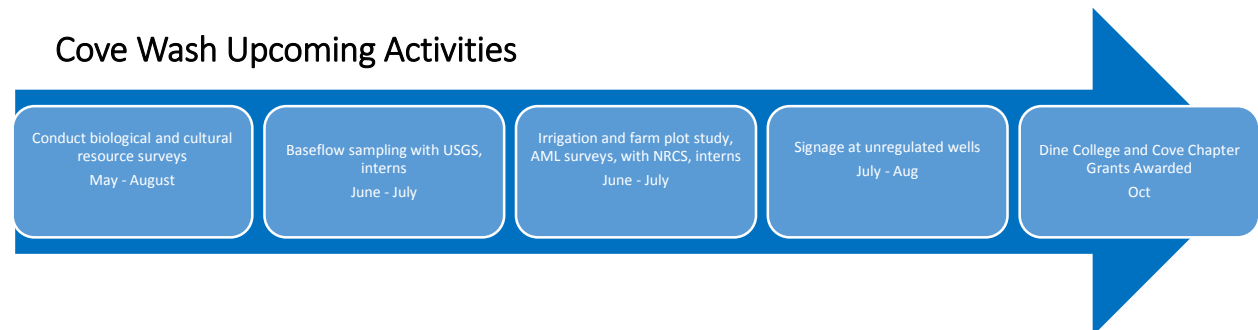 Cove Wash Upcoming Activities
Conduct biological and cultural
resource surveys
May - August
Baseflow sampling with USGS,
interns
June - July
Irrigation and farm plot study,
AML surveys, with NRCS, interns
June - July
Signage at unregulated wells
July - Aug
Dine College and Cove Chapter
Grants Awarded
Oct